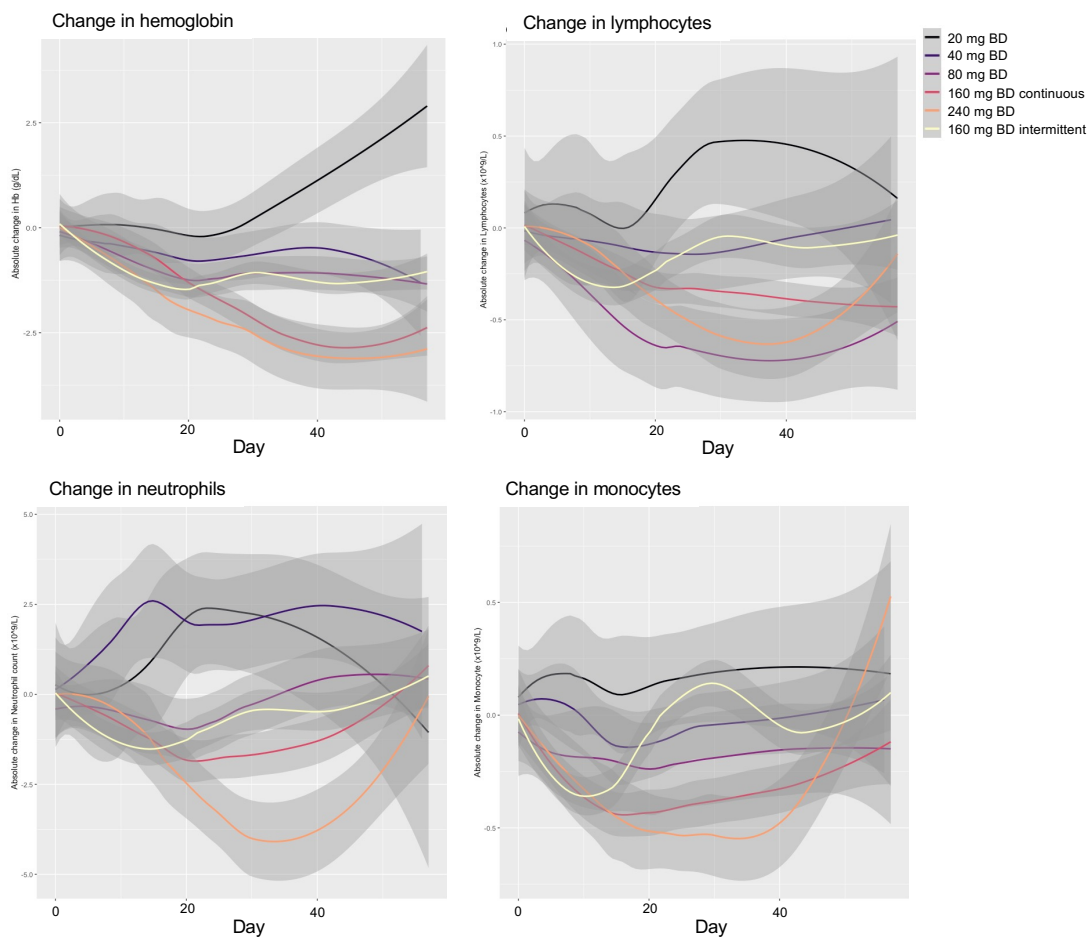 Change in hemoglobin
Absolute change in Hb (g/dL)
2.5
0.0
-2.5
0
20
40
Day
Change in lymphocytes
Absolute change in Lymphocytes (x10^9/L)
1.0
0.5
0.0
-0.5
-1.0
0
20
40
Day
20 mg BD
40 mg BD
80 mg BD
160 mg BD continuous
240 mg BD
160 mg BD intermittent
Change in neutrophils
Absolute change in Neutrophil count (x10^9/L)
5.0
2.5
0.0
-2.5
-5.0
0
20
40
Day
Change in monocytes
Absolute change in Monocyte (x10^9/L)
0.5
0.0
-0.5
0
20
40
Day